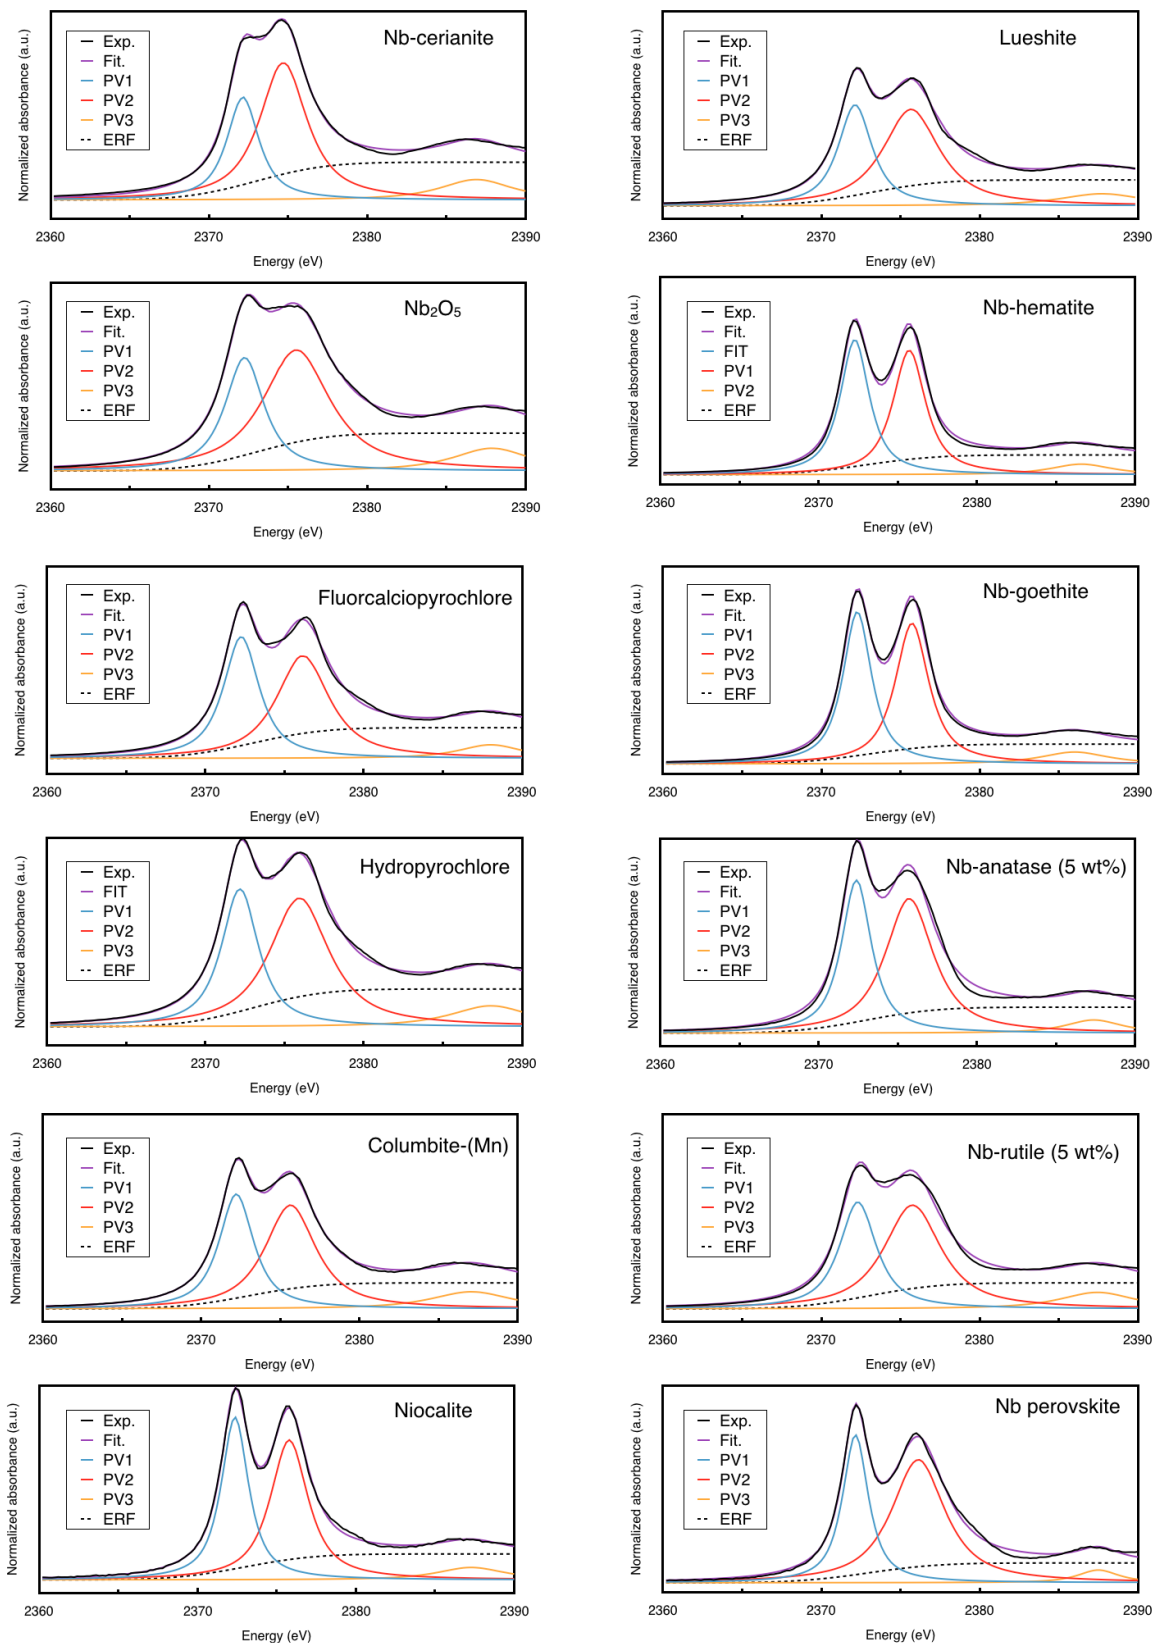 Normalized absorbance (a.u.)
Exp.
Fit.
PV1
PV2
PV3
ERF
Nb-cerianite
2360
2370
2380
2390
Energy (eV)
Normalized absorbance (a.u.)
Exp.
Fit.
PV1
PV2
PV3
ERF
Lueshite
2360
2370
2380
2390
Energy (eV)
Normalized absorbance (a.u.)
Exp.
Fit.
PV1
PV2
PV3
ERF
Nb₂O₅
2360
2370
2380
2390
Energy (eV)
Normalized absorbance (a.u.)
Exp.
Fit.
FIT
PV1
PV2
ERF
Nb-hematite
2360
2370
2380
2390
Energy (eV)
Normalized absorbance (a.u.)
Exp.
Fit.
PV1
PV2
PV3
ERF
Fluorcalciopyrochlore
2360
2370
2380
2390
Energy (eV)
Normalized absorbance (a.u.)
Exp.
Fit.
PV1
PV2
PV3
ERF
Nb-goethite
2360
2370
2380
2390
Energy (eV)
Normalized absorbance (a.u.)
Exp.
FIT
PV1
PV2
PV3
ERF
Hydropyrochlore
2360
2370
2380
2390
Energy (eV)
Normalized absorbance (a.u.)
Exp.
Fit.
PV1
PV2
PV3
ERF
Nb-anatase (5 wt%)
2360
2370
2380
2390
Energy (eV)
Normalized absorbance (a.u.)
Exp.
Fit.
PV1
PV2
PV3
ERF
Columbite-(Mn)
2360
2370
2380
2390
Energy (eV)
Normalized absorbance (a.u.)
Exp.
Fit.
PV1
PV2
PV3
ERF
Nb-rutile (5 wt%)
2360
2370
2380
2390
Energy (eV)
Normalized absorbance (a.u.)
Exp.
Fit.
PV1
PV2
PV3
ERF
Niocalite
2360
2370
2380
2390
Energy (eV)
Normalized absorbance (a.u.)
Exp.
Fit.
PV1
PV2
PV3
ERF
Nb perovskite
2360
2370
2380
2390
Energy (eV)